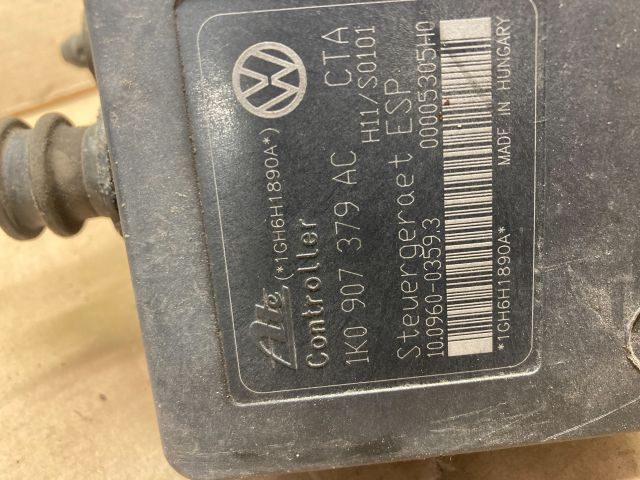 Ate (*1GH6H1890A*)
Controller
1K0 907 379 AC CTA
H11/S0101
Steuergeraet ESP
10.0960-0359.3 00005305H0
*1GH6H1890A* MADE IN HUNGARY